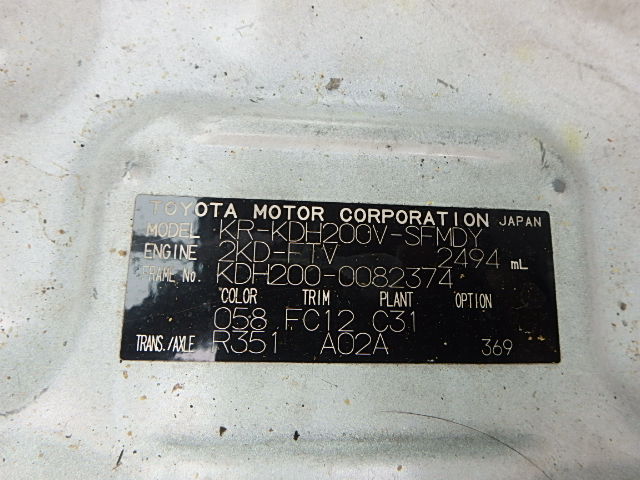 TOYOTA MOTOR CORPORATION JAPAN
MODEL KR-KDH200V-SFMDY
ENGINE 2KD-FTV 2494 mL
FRAME No. KDH200-0082374
COLOR TRIM PLANT OPTION
058 FC12 C31
TRANS./AXLE R351 A02A 369